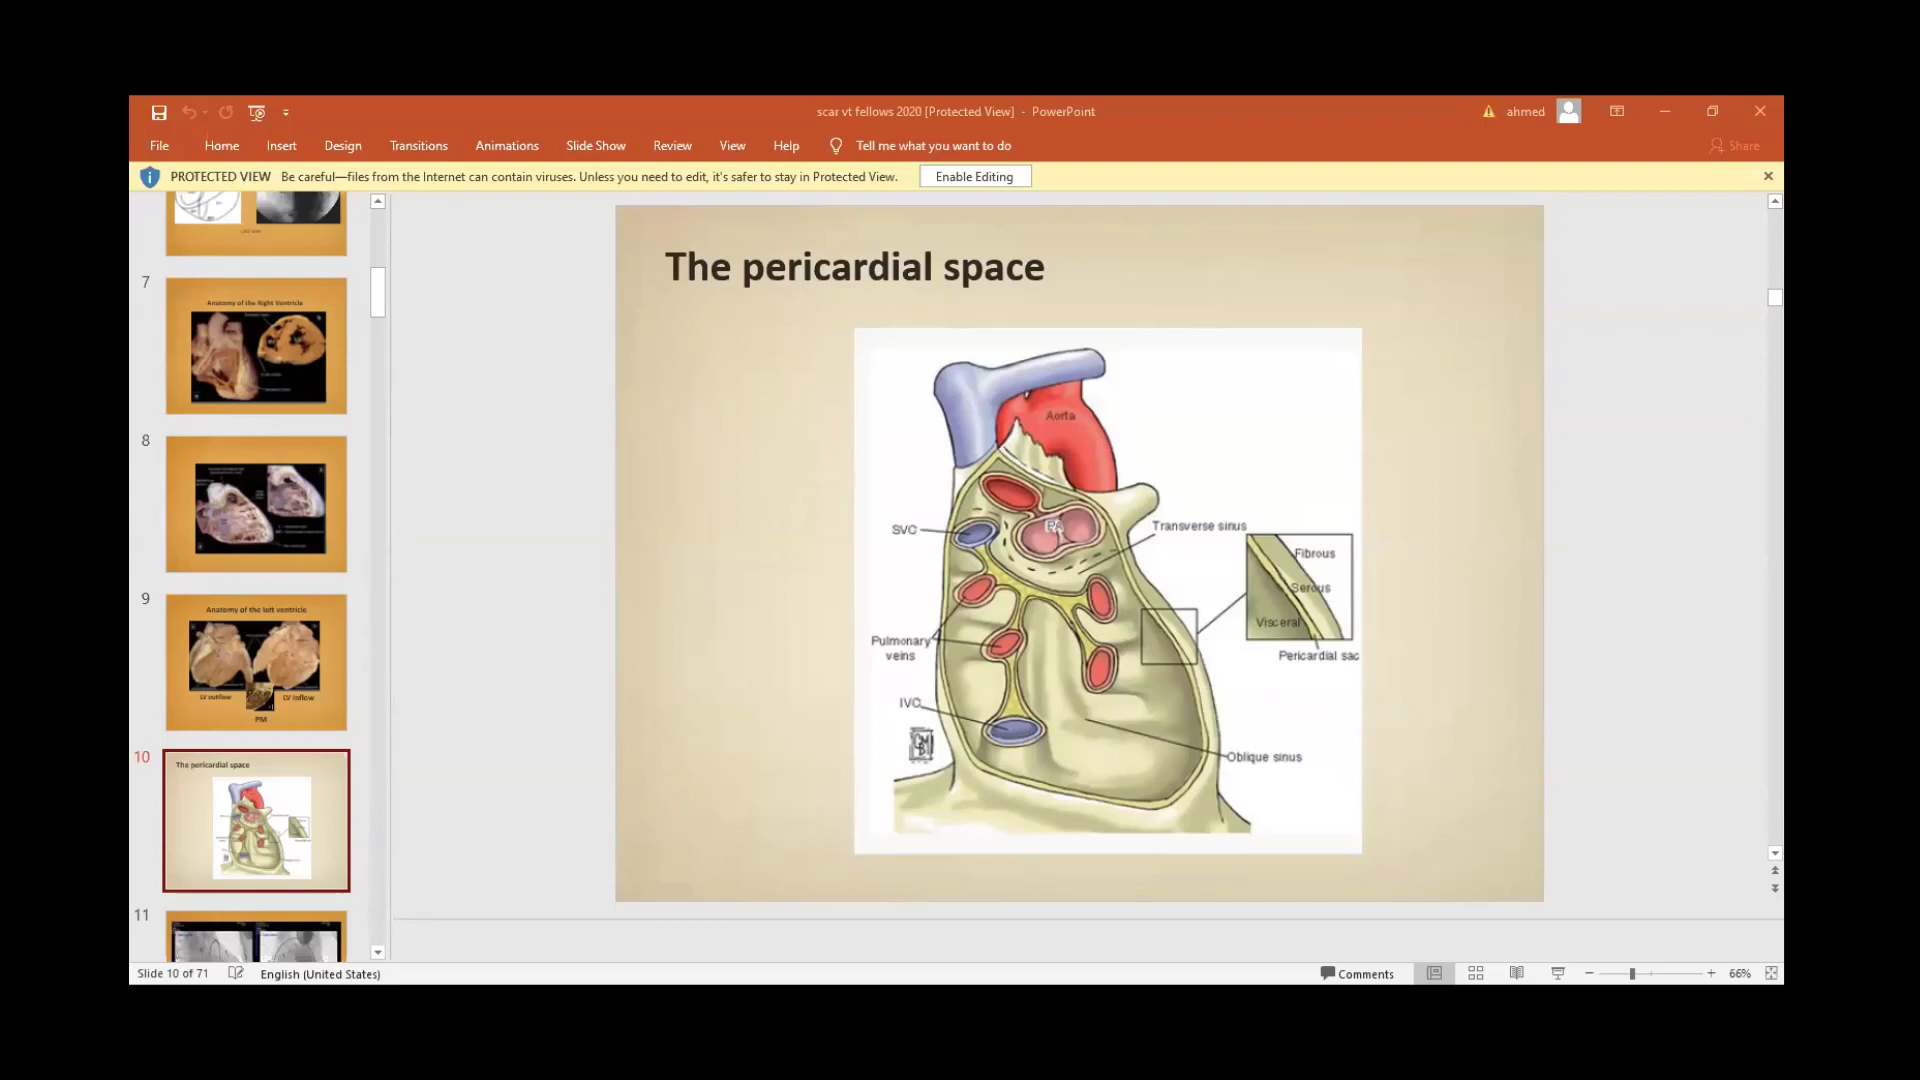 scar vt fellows 2020 [Protected View] - PowerPoint
ahmed
File Home Insert Design Transitions Animations Slide Show Review View Help Tell me what you want to do Share
PROTECTED VIEW Be careful—files from the Internet can contain viruses. Unless you need to edit, it's safer to stay in Protected View. Enable Editing
7
Anatomy of the Right Ventricle
8
9
Anatomy of the left ventricle
LV outflow
LV Inflow
PM
10
The pericardial space
11
The pericardial space
Aorta
PA
SVC
Transverse sinus
Fibrous
Serous
Visceral
Pericardial sac
Pulmonary
veins
IVC
Oblique sinus
Slide 10 of 71 English (United States)
Comments
66%